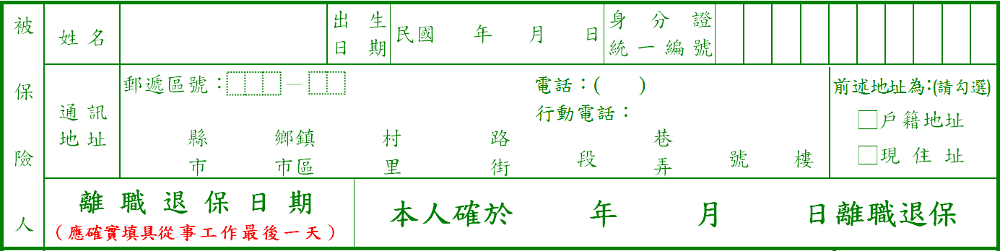 被保險人
姓名
出生
日期
民國 年 月 日
身分證
統一編號
通訊
地址
郵遞區號：□□□－□□
電話：( )
行動電話：
縣 鄉鎮 村 路 巷
市 市區 里 街 段 弄 號 樓
前述地址為:(請勾選)
□戶籍地址
□現住址
離職退保日期
（應確實填具從事工作最後一天）
本人確於 年 月 日離職退保